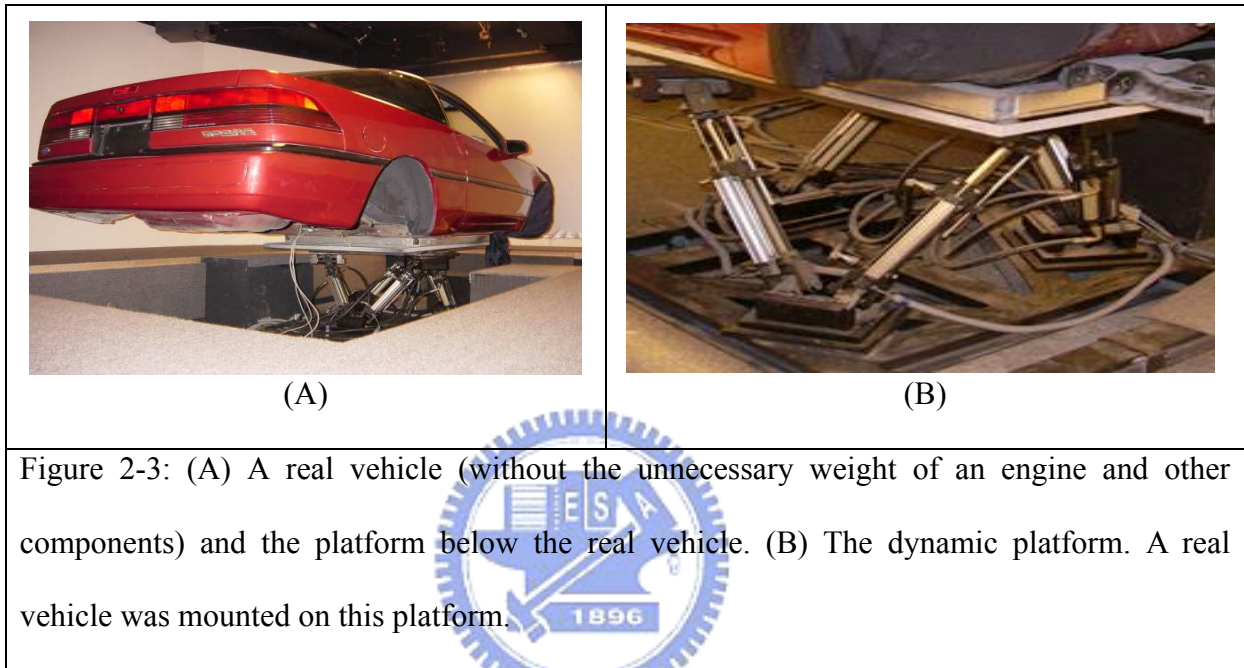 (A)
(B)
Figure 2-3: (A) A real vehicle (without the unnecessary weight of an engine and other
components) and the platform below the real vehicle. (B) The dynamic platform. A real
vehicle was mounted on this platform.
E S A
1896